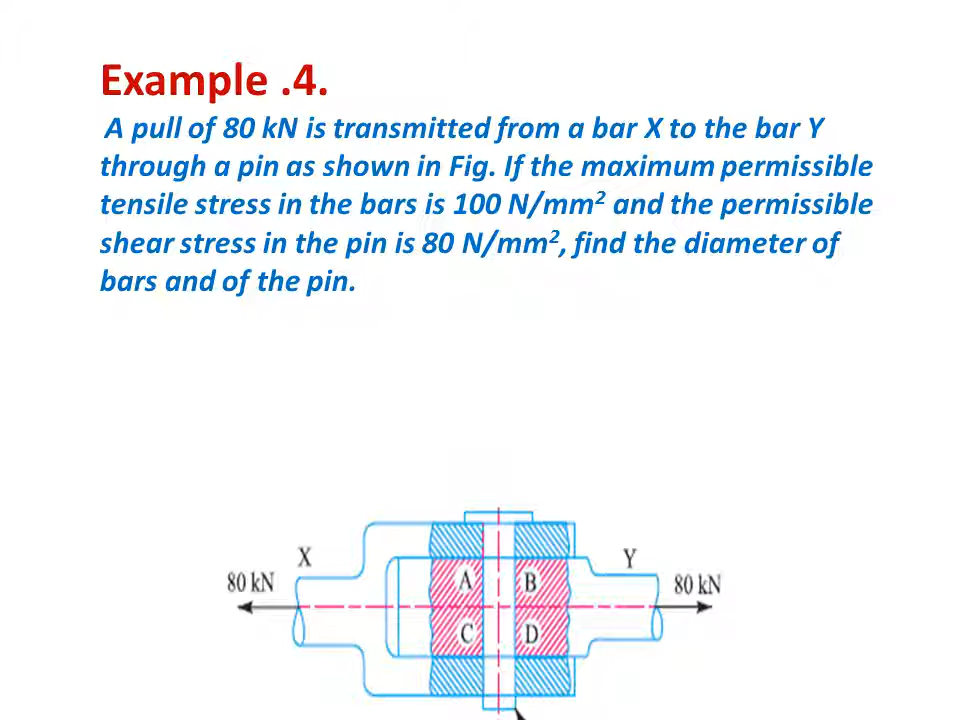 Example .4.
A pull of 80 kN is transmitted from a bar X to the bar Y
through a pin as shown in Fig. If the maximum permissible
tensile stress in the bars is 100 N/mm² and the permissible
shear stress in the pin is 80 N/mm², find the diameter of
bars and of the pin.
X
Y
80 kN
A
B
80 kN
C
D